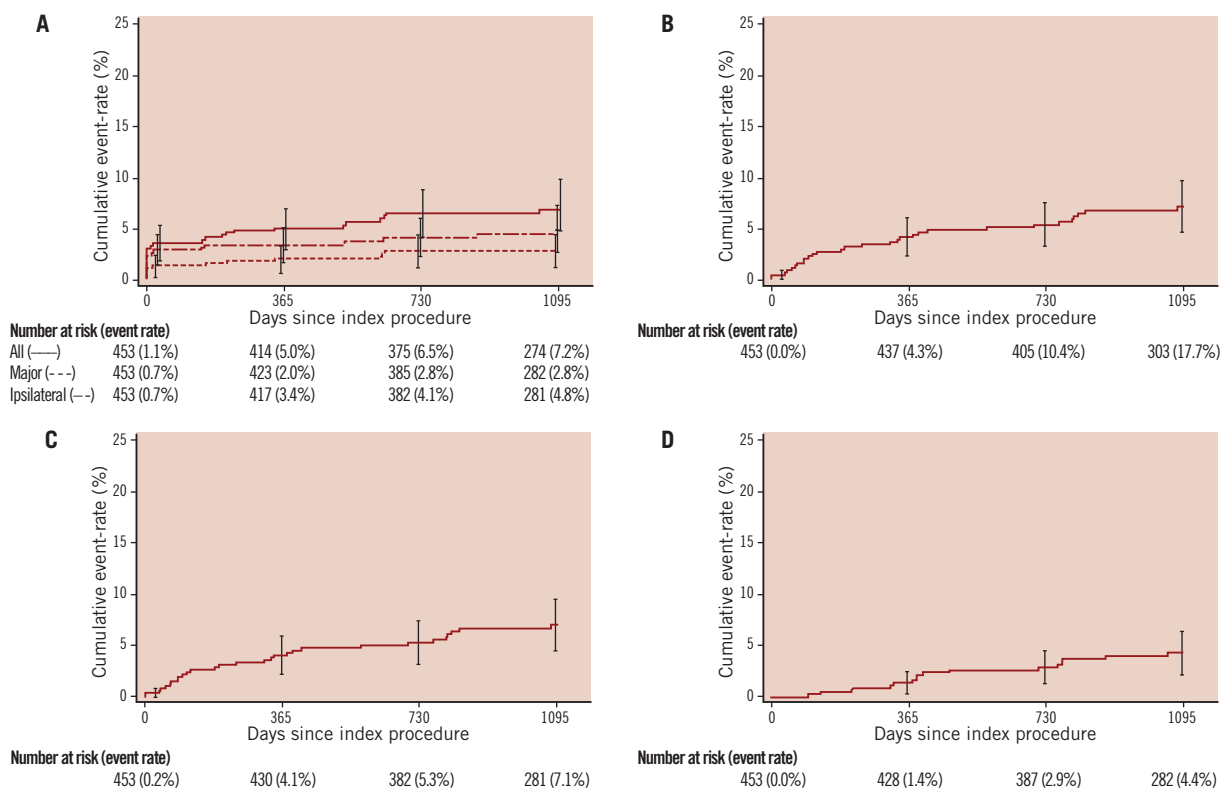 A
Cumulative event-rate (%)
25
20
15
10
5
0
0 365 730 1095
Days since index procedure
Number at risk (event rate)
All (——) 453 (1.1%) 414 (5.0%) 375 (6.5%) 274 (7.2%)
Major (- - -) 453 (0.7%) 423 (2.0%) 385 (2.8%) 282 (2.8%)
Ipsilateral (– -) 453 (0.7%) 417 (3.4%) 382 (4.1%) 281 (4.8%)
B
Cumulative event-rate (%)
25
20
15
10
5
0
0 365 730 1095
Days since index procedure
Number at risk (event rate)
453 (0.0%) 437 (4.3%) 405 (10.4%) 303 (17.7%)
C
Cumulative event-rate (%)
25
20
15
10
5
0
0 365 730 1095
Days since index procedure
Number at risk (event rate)
453 (0.2%) 430 (4.1%) 382 (5.3%) 281 (7.1%)
D
Cumulative event-rate (%)
25
20
15
10
5
0
0 365 730 1095
Days since index procedure
Number at risk (event rate)
453 (0.0%) 428 (1.4%) 387 (2.9%) 282 (4.4%)